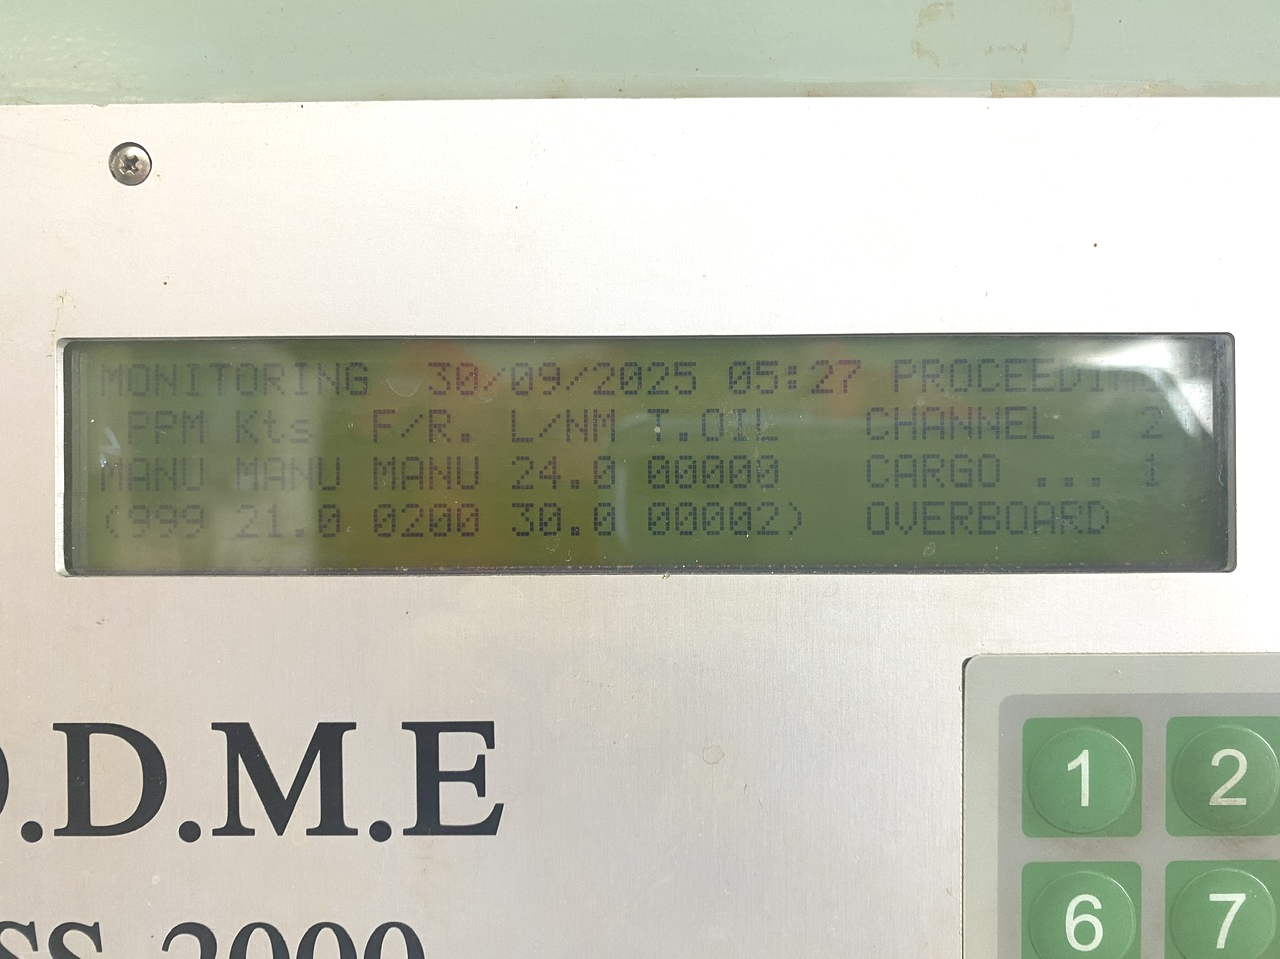 MONITORING 30/09/2025 05:27 PROCEEDING
PPM Kts F/R. L/NM T.OIL CHANNEL . 2
MANU MANU MANU 24.0 00000 CARGO ... 1
(999 21.0 0200 30.0 00002) OVERBOARD
.D.M.E
1 2
6 7